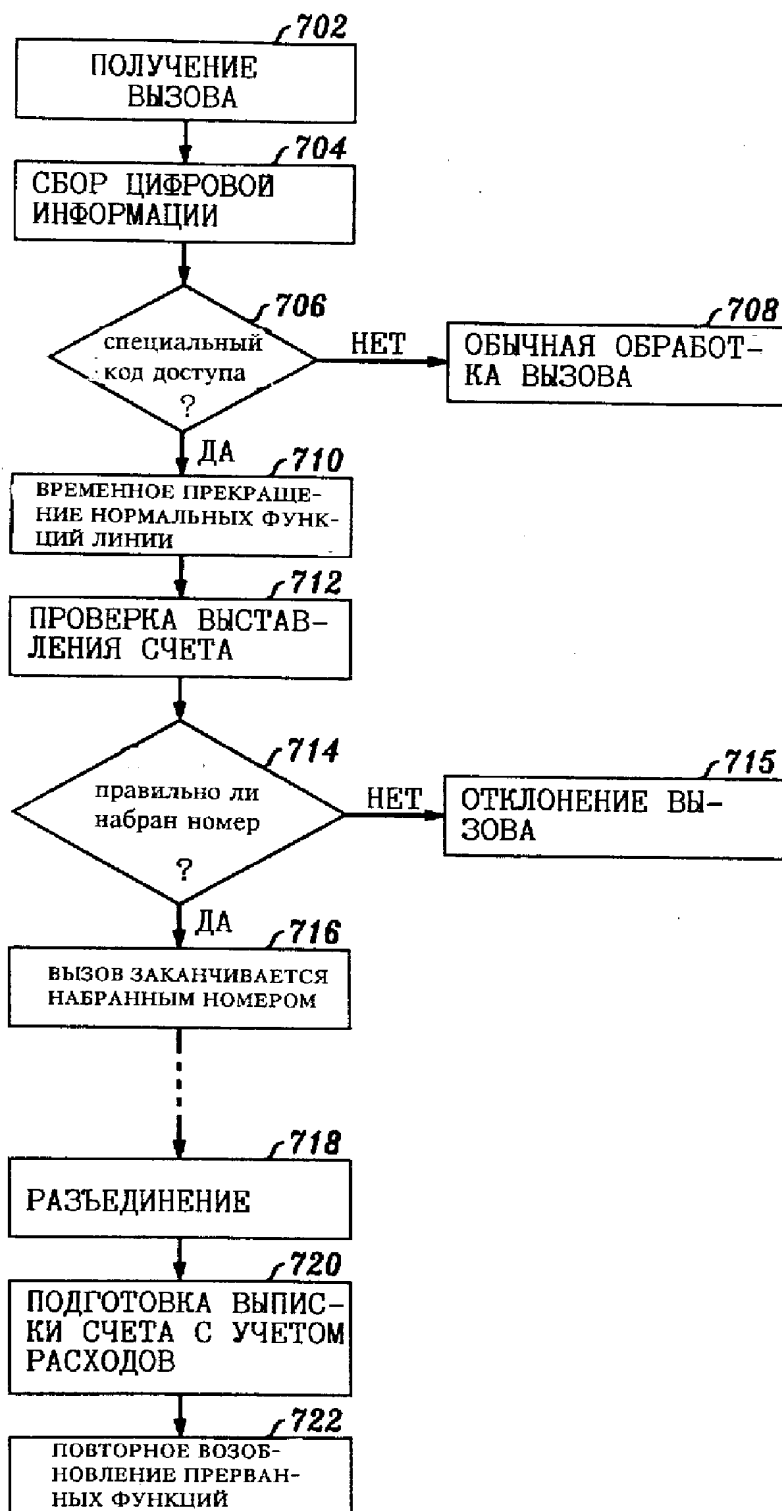 702
ПОЛУЧЕНИЕ
ВЫЗОВА
704
СБОР ЦИФРОВОЙ
ИНФОРМАЦИИ
706
специальный
код доступа
?
НЕТ
708
ОБЫЧНАЯ ОБРАБОТ-
КА ВЫЗОВА
ДА
710
ВРЕМЕННОЕ ПРЕКРАЩЕ-
НИЕ НОРМАЛЬНЫХ ФУНК-
ЦИЙ ЛИНИИ
712
ПРОВЕРКА ВЫСТАВ-
ЛЕНИЯ СЧЕТА
714
правильно ли
набран номер
?
НЕТ
715
ОТКЛОНЕНИЕ ВЫ-
ЗОВА
ДА
716
ВЫЗОВ ЗАКАНЧИВАЕТСЯ
НАБРАННЫМ НОМЕРОМ
718
РАЗЪЕДИНЕНИЕ
720
ПОДГОТОВКА ВЫПИС-
КИ СЧЕТА С УЧЕТОМ
РАСХОДОВ
722
ПОВТОРНОЕ ВОЗОБ-
НОВЛЕНИЕ ПРЕРВАН-
НЫХ ФУНКЦИЙ